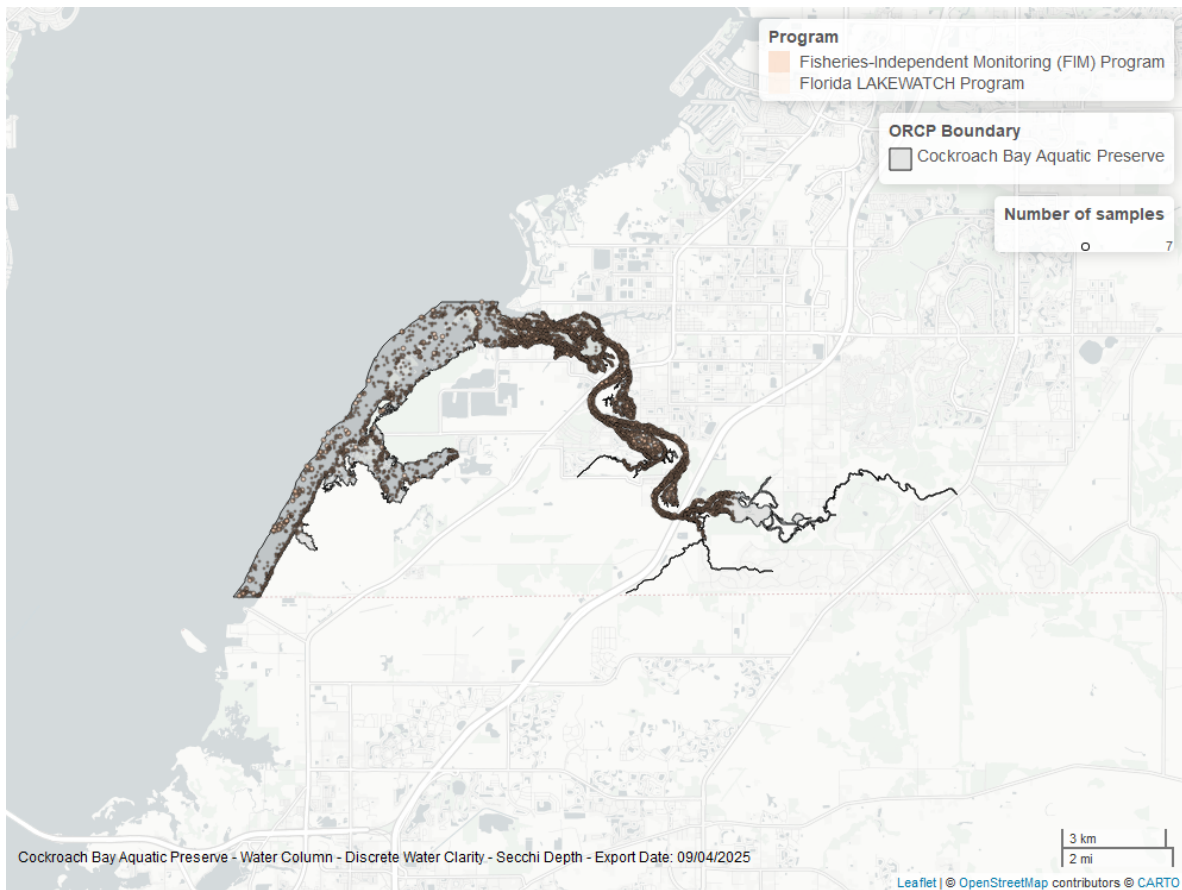 Program
Fisheries-Independent Monitoring (FIM) Program
Florida LAKEWATCH Program
ORCP Boundary
Cockroach Bay Aquatic Preserve
Number of samples
7
3 km
2 mi
Cockroach Bay Aquatic Preserve - Water Column - Discrete Water Clarity - Secchi Depth - Export Date: 09/04/2025
Leaflet | © OpenStreetMap contributors © CARTO